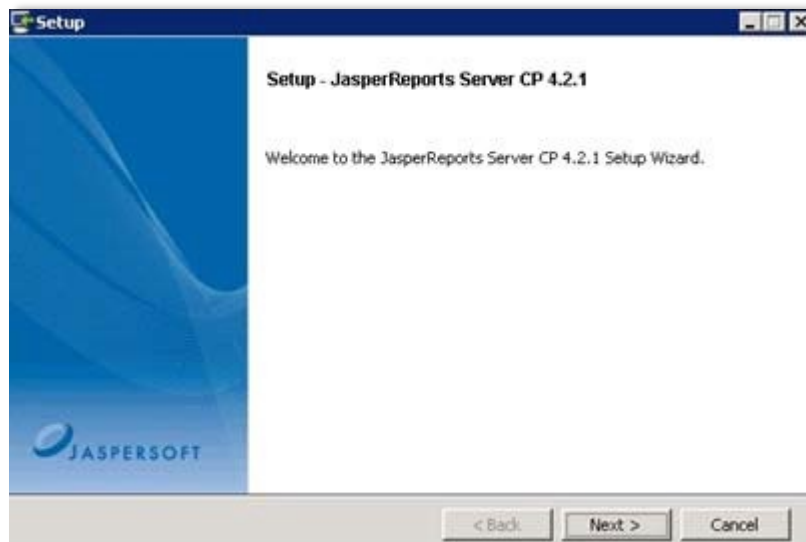 Setup
Setup - JasperReports Server CP 4.2.1
Welcome to the JasperReports Server CP 4.2.1 Setup Wizard.
JASPERSOFT
< Back
Next >
Cancel